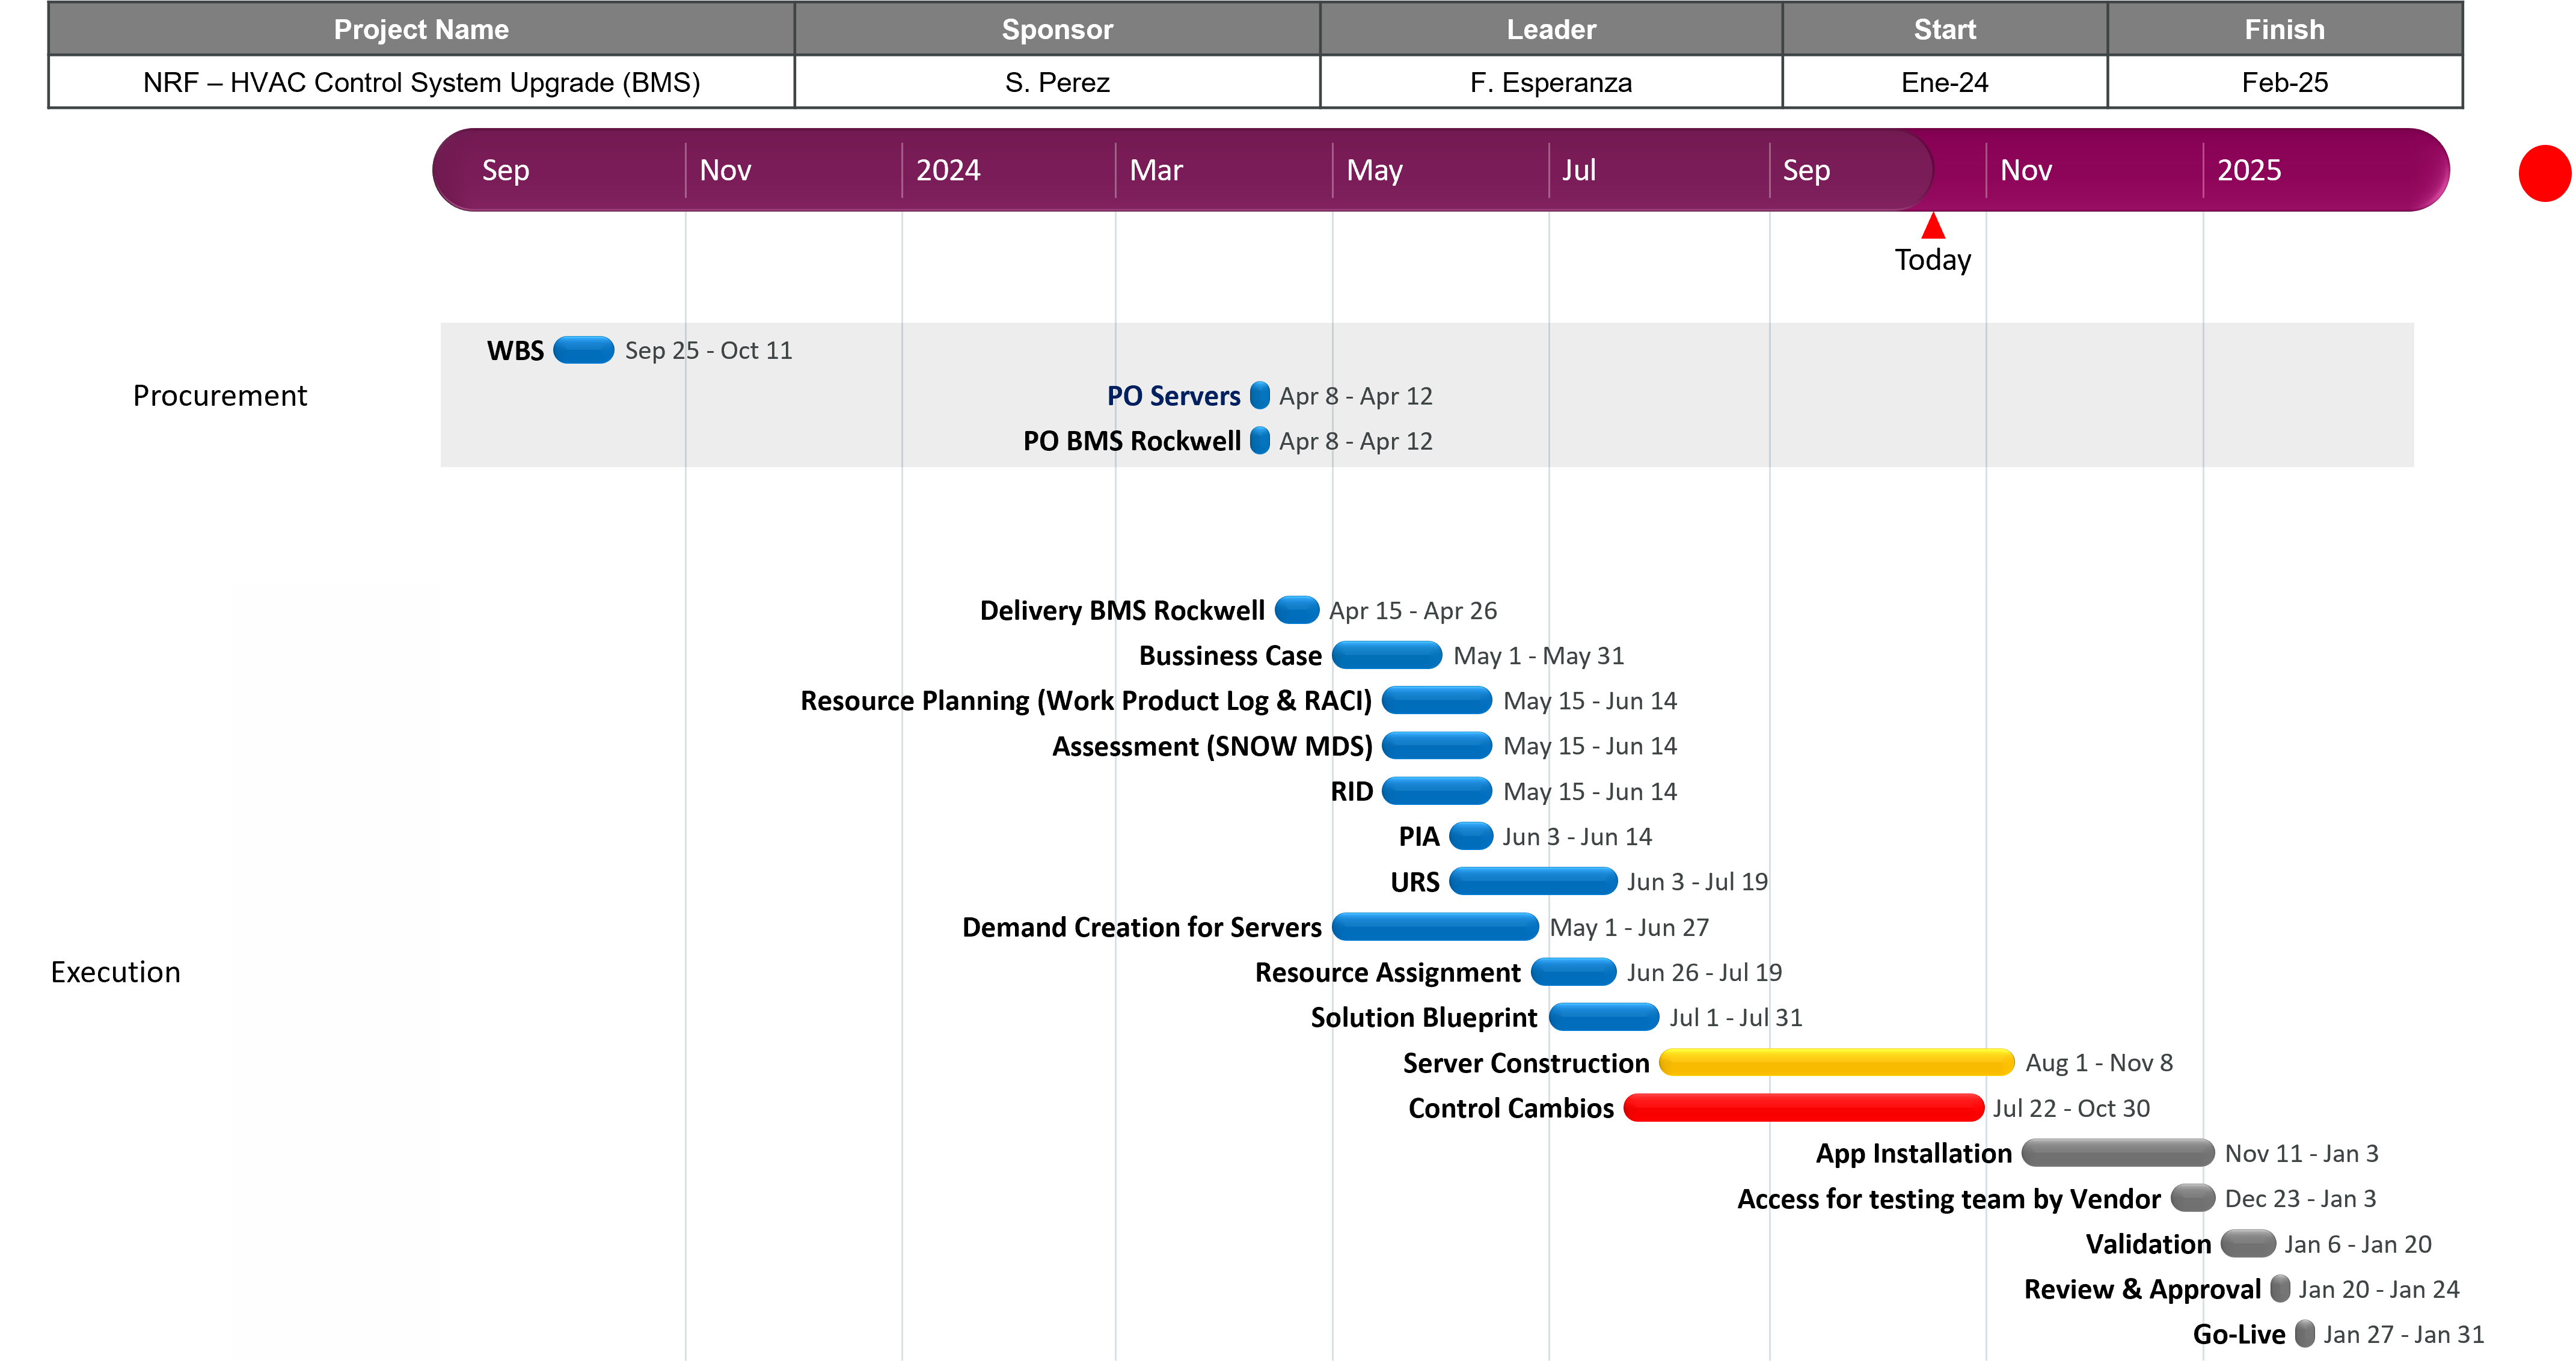 Project Name Sponsor Leader Start Finish
NRF – HVAC Control System Upgrade (BMS) S. Perez F. Esperanza Ene-24 Feb-25
Sep Nov 2024 Mar May Jul Sep Nov 2025
Today
Procurement
WBS Sep 25 - Oct 11
PO Servers Apr 8 - Apr 12
PO BMS Rockwell Apr 8 - Apr 12
Execution
Delivery BMS Rockwell Apr 15 - Apr 26
Bussiness Case May 1 - May 31
Resource Planning (Work Product Log & RACI) May 15 - Jun 14
Assessment (SNOW MDS) May 15 - Jun 14
RID May 15 - Jun 14
PIA Jun 3 - Jun 14
URS Jun 3 - Jul 19
Demand Creation for Servers May 1 - Jun 27
Resource Assignment Jun 26 - Jul 19
Solution Blueprint Jul 1 - Jul 31
Server Construction Aug 1 - Nov 8
Control Cambios Jul 22 - Oct 30
App Installation Nov 11 - Jan 3
Access for testing team by Vendor Dec 23 - Jan 3
Validation Jan 6 - Jan 20
Review & Approval Jan 20 - Jan 24
Go-Live Jan 27 - Jan 31